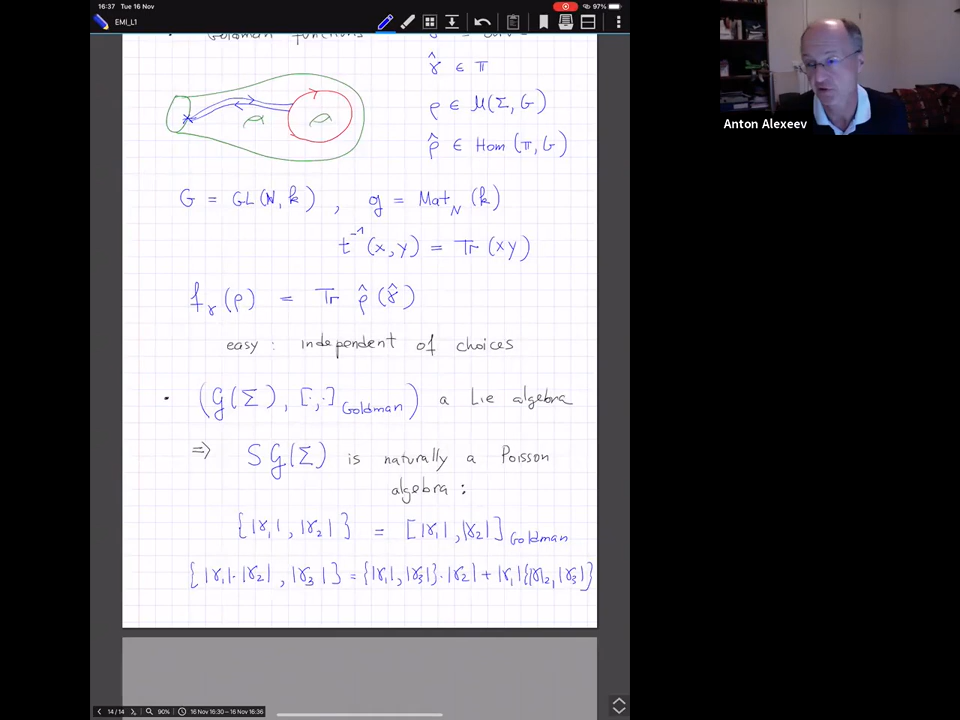 16:37 Tue 16 Nov
97%
EMI_L1
Anton Alexeev
• Goldman functions
γ̂ ∈ π
ρ ∈ M(Σ, G)
ρ̂ ∈ Hom (π, G)
G = GL(N, k) , g = Mat_N (k)
t⁻¹(x, y) = Tr (xy)
f_γ(ρ) = Tr ρ̂(γ̂)
easy : independent of choices
• (G(Σ), [·,·]_Goldman) a Lie algebra
⇒ SG(Σ) is naturally a Poisson
algebra :
{|γ₁|, |γ₂|} = [|γ₁|, |γ₂|]_Goldman
{|γ₁|·|γ₂|, |γ₃|} = {|γ₁|, |γ₃|}·|γ₂| + |γ₁|{|γ|₂, |γ₃|}
14/14 90% 16 Nov 16:30 – 16 Nov 16:36